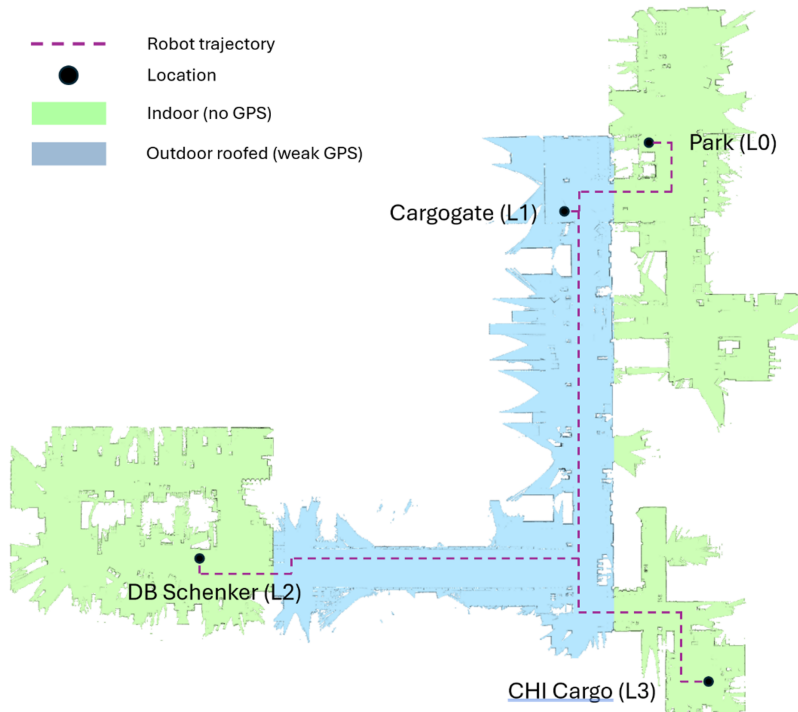 Robot trajectory
Location
Indoor (no GPS)
Outdoor roofed (weak GPS)
Park (L0)
Cargogate (L1)
DB Schenker (L2)
CHI Cargo (L3)